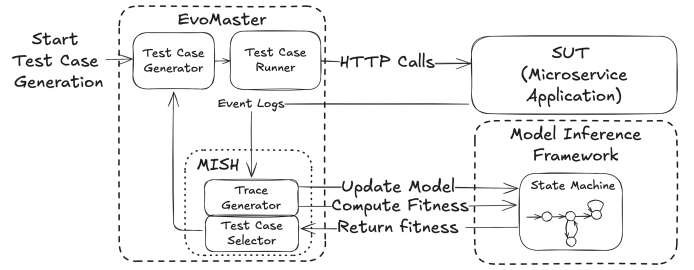 EvoMaster
Start
Test Case
Generation
Test Case
Generator
Test Case
Runner
HTTP Calls
SUT
(Microservice
Application)
Event Logs
Model Inference
Framework
MISH
Trace
Generator
Update Model
State Machine
Compute Fitness
Test Case
Selector
Return fitness